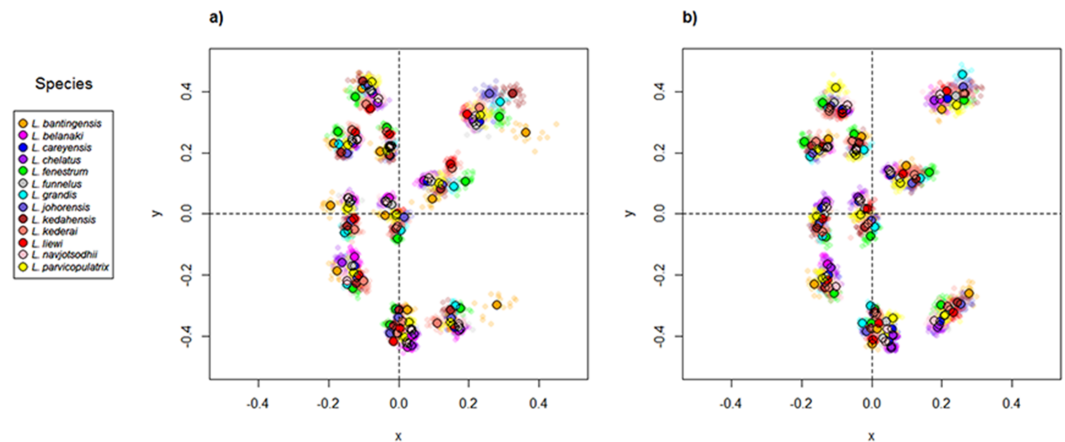 a)
b)
Species
L. bantingensis
L. belanaki
L. careyensis
L. chelatus
L. fenestrum
L. funnelus
L. grandis
L. johorensis
L. kedahensis
L. kederai
L. liewi
L. navjotsodhii
L. parvicopulatrix
y
0.4
0.2
0.0
-0.2
-0.4
-0.4 -0.2 0.0 0.2 0.4
x
y
0.4
0.2
0.0
-0.2
-0.4
-0.4 -0.2 0.0 0.2 0.4
x